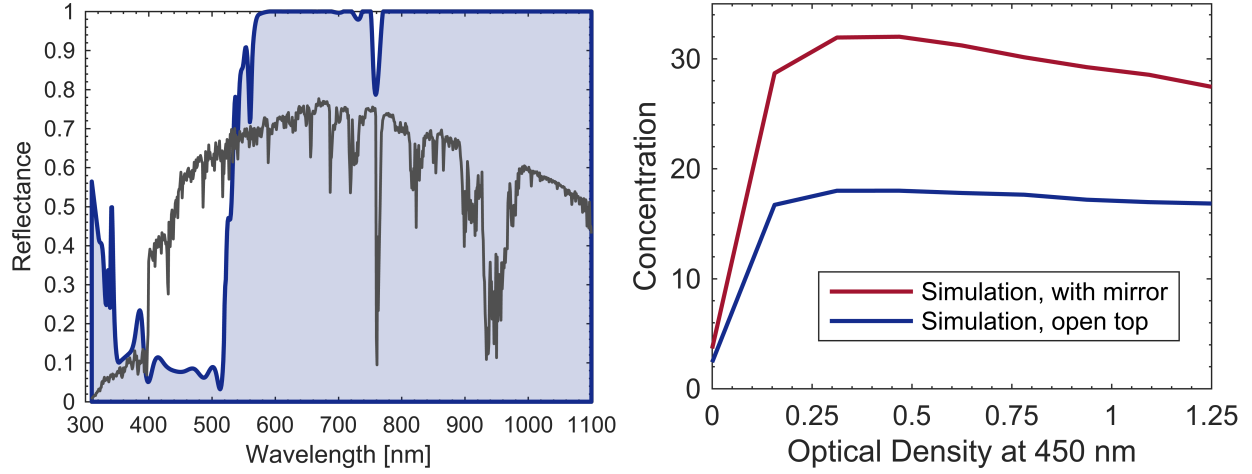 1
0.9
0.8
0.7
0.6
0.5
0.4
0.3
0.2
0.1
0
Reflectance
300 400 500 600 700 800 900 1000 1100
Wavelength [nm]
30
20
10
0
Concentration
Simulation, with mirror
Simulation, open top
0 0.25 0.5 0.75 1 1.25
Optical Density at 450 nm